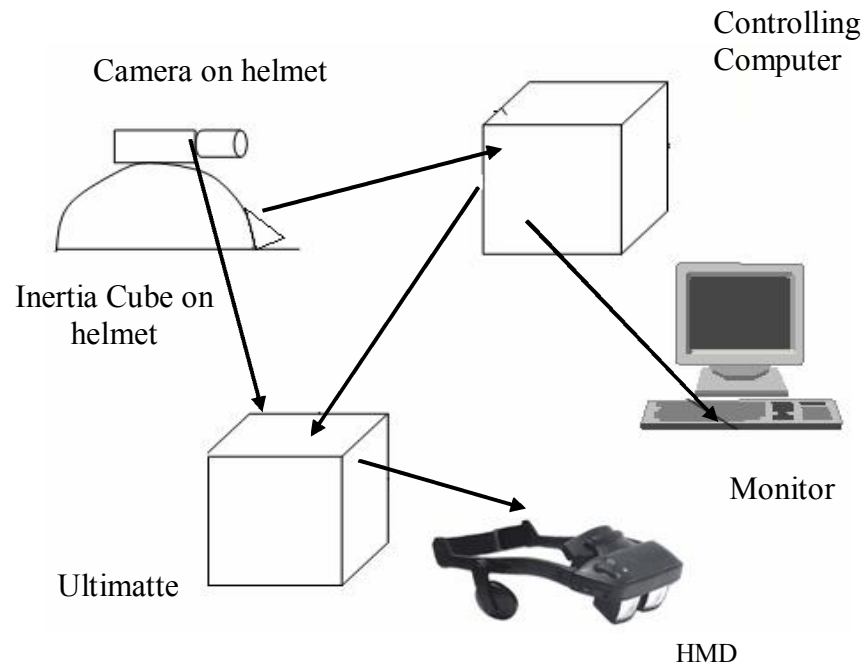 Controlling
Computer
Camera on helmet
Inertia Cube on
helmet
Monitor
Ultimatte
HMD